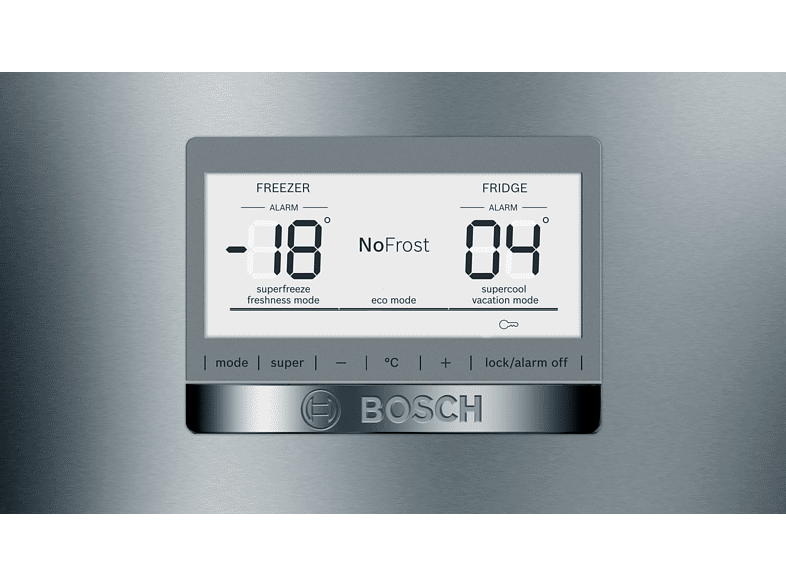 FREEZER FRIDGE
ALARM ALARM
-18° NoFrost 04°
superfreeze supercool
freshness mode eco mode vacation mode
mode super − °C + lock/alarm off
BOSCH